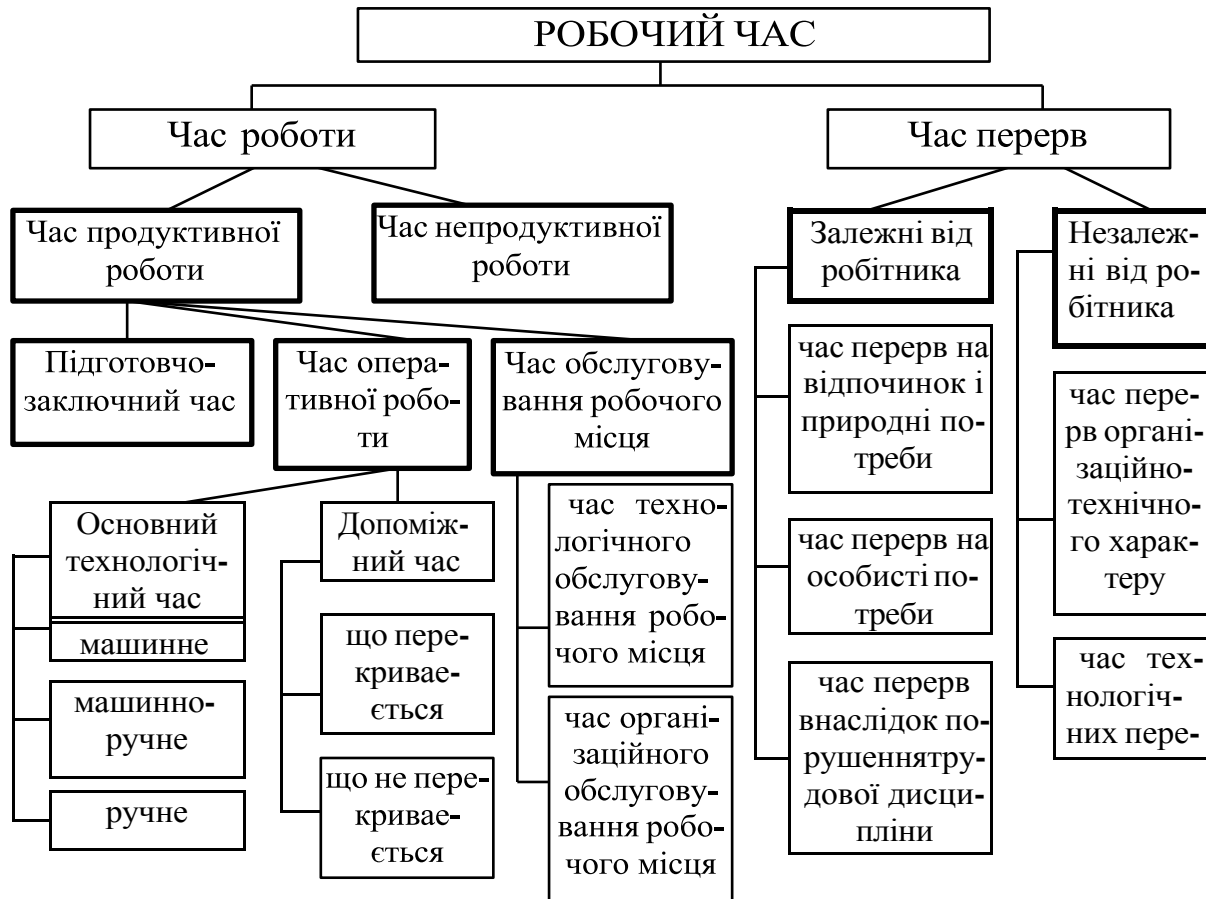 РОБОЧИЙ ЧАС
Час роботи
Час перерв
Час продуктивної
роботи
Час непродуктивної
роботи
Залежні від
робітника
Незалеж-
ні від ро-
бітника
Підготовчо-
заключний час
Час опера-
тивної робо-
ти
Час обслугову-
вання робочого
місця
Основний
технологіч-
ний час
машинне
машинно-
ручне
ручне
Допоміж-
ний час
що пере-
криває-
ється
що не пере-
криває-
ється
час техно-
логічного
обслугову-
вання робо-
чого місця
час органі-
заційного
обслугову-
вання робо-
чого місця
час перерв на
відпочинок і
природні по-
треби
час перерв на
особисті по-
треби
час перерв
внаслідок по-
рушеннятру-
дової дисци-
пліни
час пере-
рв органі-
заційно-
технічно-
го харак-
теру
час тех-
нологіч-
них пере-